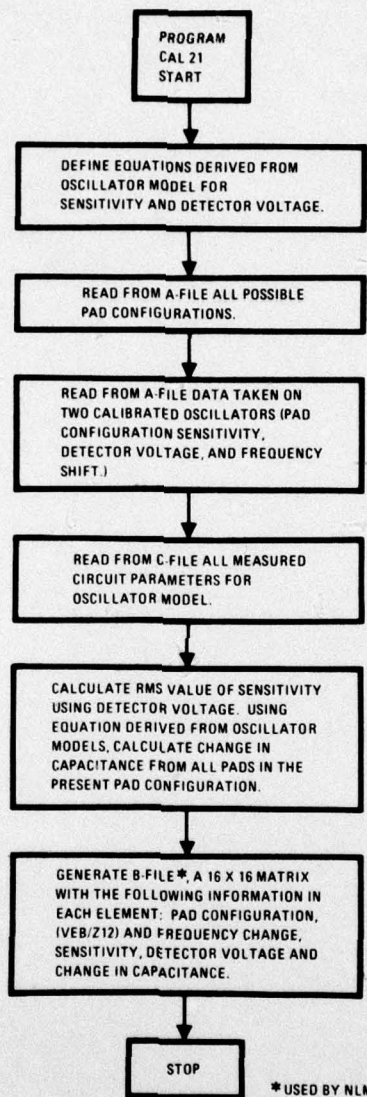 PROGRAM
CAL 21
START
DEFINE EQUATIONS DERIVED FROM
OSCILLATOR MODEL FOR
SENSITIVITY AND DETECTOR VOLTAGE.
READ FROM A-FILE ALL POSSIBLE
PAD CONFIGURATIONS.
READ FROM A-FILE DATA TAKEN ON
TWO CALIBRATED OSCILLATORS (PAD
CONFIGURATION SENSITIVITY,
DETECTOR VOLTAGE, AND FREQUENCY
SHIFT.)
READ FROM C-FILE ALL MEASURED
CIRCUIT PARAMETERS FOR
OSCILLATOR MODEL.
CALCULATE RMS VALUE OF SENSITIVITY
USING DETECTOR VOLTAGE. USING
EQUATION DERIVED FROM OSCILLATOR
MODELS, CALCULATE CHANGE IN
CAPACITANCE FROM ALL PADS IN THE
PRESENT PAD CONFIGURATION.
GENERATE B-FILE*, A 16 X 16 MATRIX
WITH THE FOLLOWING INFORMATION IN
EACH ELEMENT: PAD CONFIGURATION,
(VEB/Z12) AND FREQUENCY CHANGE,
SENSITIVITY, DETECTOR VOLTAGE AND
CHANGE IN CAPACITANCE.
STOP
*USED BY NLM